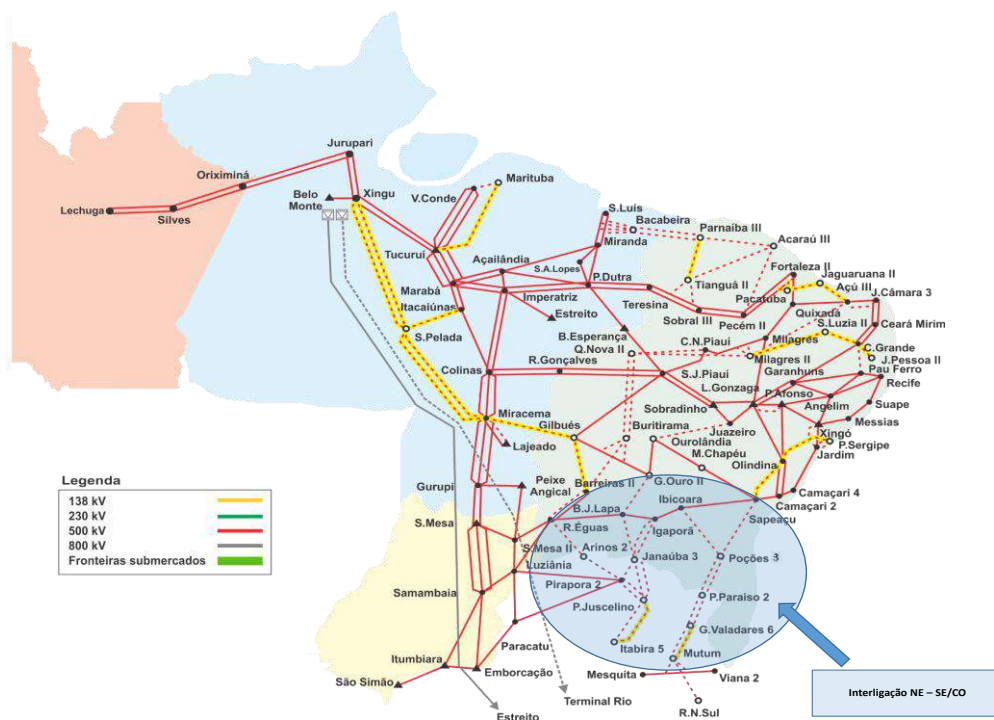 Jurupari
Oriximiná
Belo
Monte
Xingu
Lechuga
Silves
V.Conde
Marituba
S.Luís
Bacabeira
Parnaíba III
Acaraú III
Miranda
Tucuruí
Açailândia
S.A.Lopes
P.Dutra
Tianguá II
Fortaleza II
Jaguaruana II
Pacatuba
Açú III
J.Câmara 3
Marabá
Itacaiúnas
Imperatriz
Estreito
Teresina
Sobral III
Pecém II
Quixadá
S.Luzia II
Ceará Mirim
S.Pelada
B.Esperança
Q.Nova II
C.N.Piauí
Milagrés
C.Grande
Milagres II
J.Pessoa II
R.Gonçalves
Colinas
S.J.Piauí
Garanhuns
Pau Ferro
L.Gonzaga
P.Afonso
Recife
Angelim
Sobradinho
Suape
Miracema
Gilbués
Buritirama
Juazeiro
Messias
Ourolândia
Xingó
P.Sergipe
Lajeado
M.Chapéu
Olindina
Jardim
Legenda
138 kV
230 kV
500 kV
800 kV
Fronteiras submercados
Gurupi
Peixe
Angical
Barreiras II
G.Ouro II
Camaçari 4
Ibicoara
Camaçari 2
B.J.Lapa
Sapeaçu
S.Mesa
R.Éguas
Igaporã
S.Mesa II
Arinos 2
Janaúba 3
Poções 3
Luziânia
Pirapora 2
Samambaia
P.Juscelino
P.Paraiso 2
G.Valadares 6
Paracatu
Itabira 5
Mutum
Itumbiara
Emborcação
Mesquita
Viana 2
São Simão
Terminal Rio
Estreito
R.N.Sul
Interligação NE – SE/CO